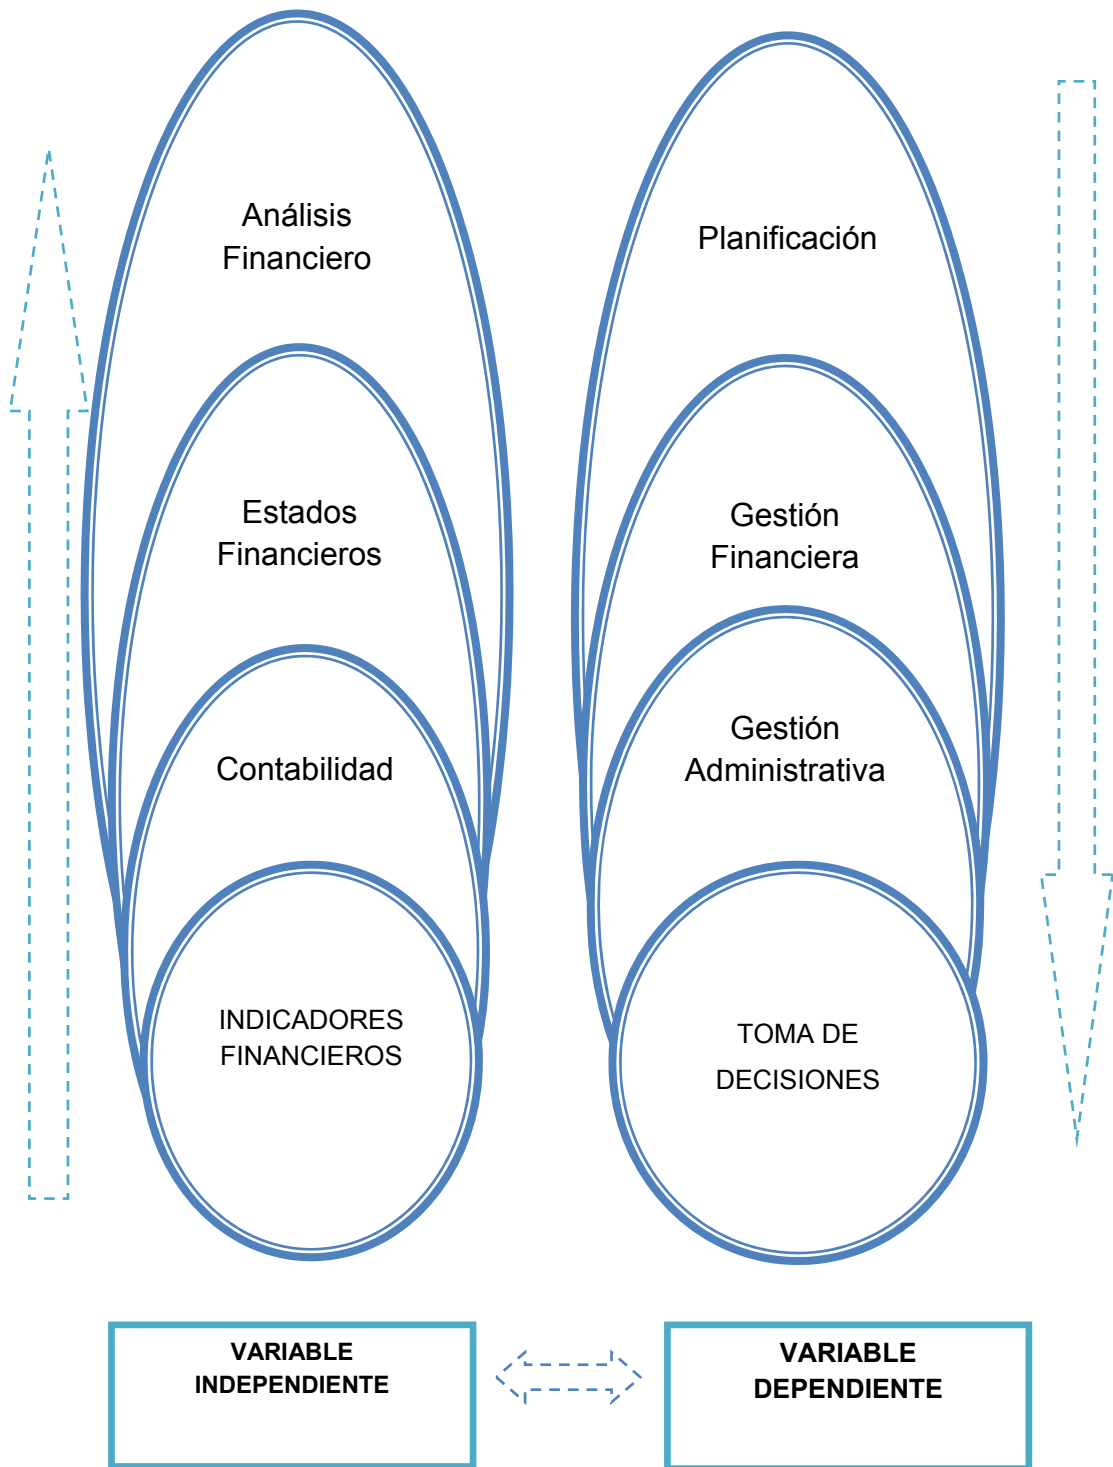 Análisis
Financiero
Planificación
Estados
Financieros
Gestión
Financiera
Contabilidad
Gestión
Administrativa
INDICADORES
FINANCIEROS
TOMA DE
DECISIONES
VARIABLE
INDEPENDIENTE
VARIABLE
DEPENDIENTE